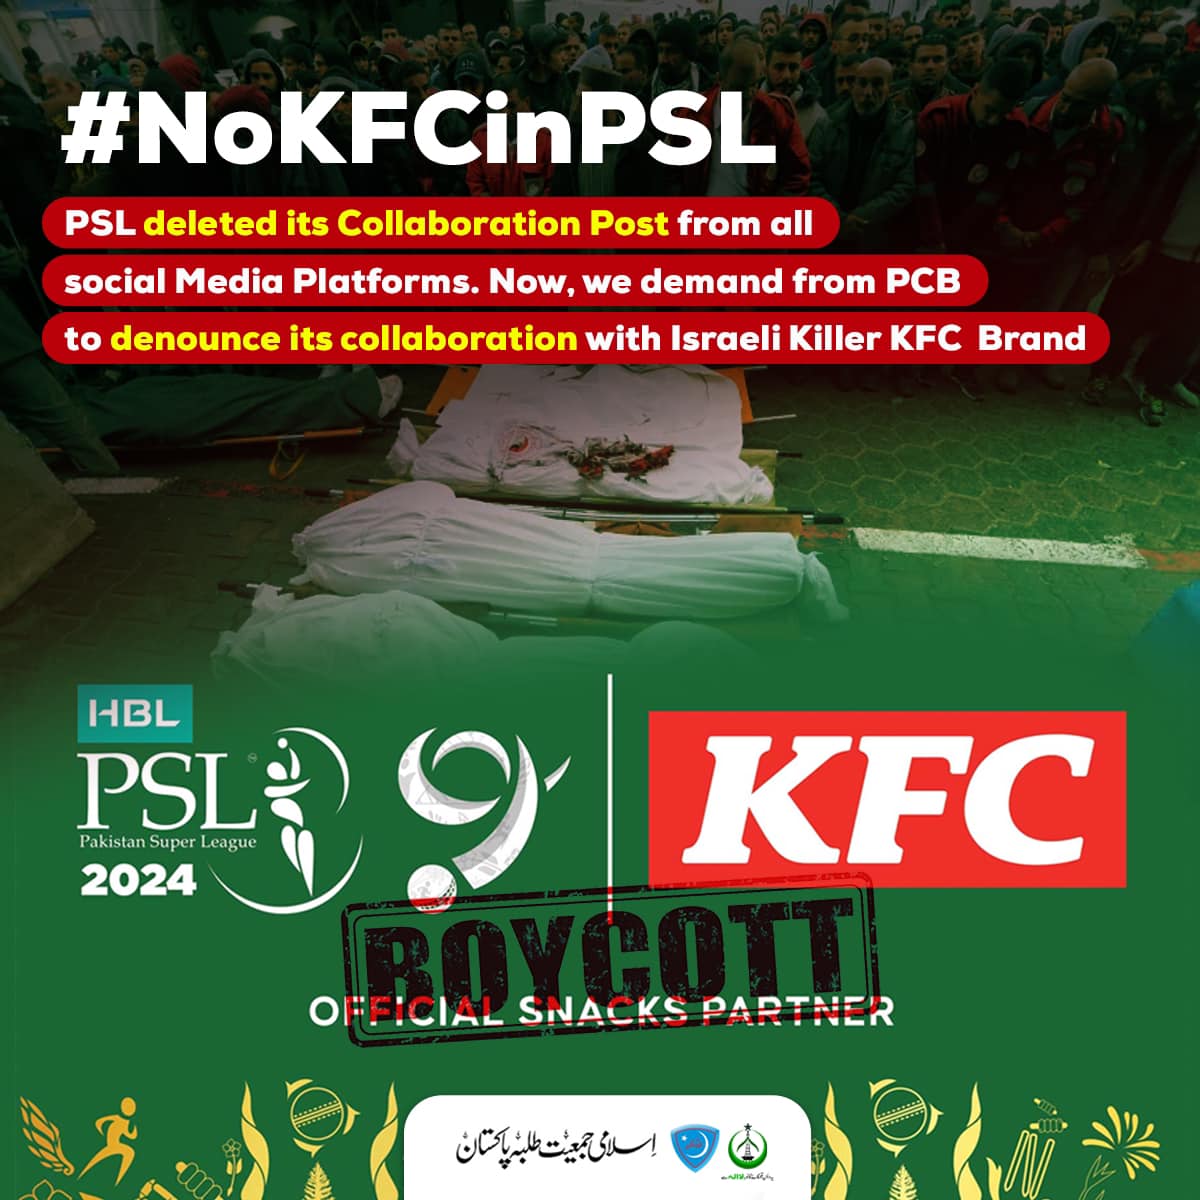 #NoKFCinPSL
PSL deleted its Collaboration Post from all
social Media Platforms. Now, we demand from PCB
to denounce its collaboration with Israeli Killer KFC Brand
HBL
PSL
Pakistan Super League
2024
9
KFC
BOYCOTT
OFFICIAL SNACKS PARTNER
اِسلامی جمعیت طلبہ پاکستان